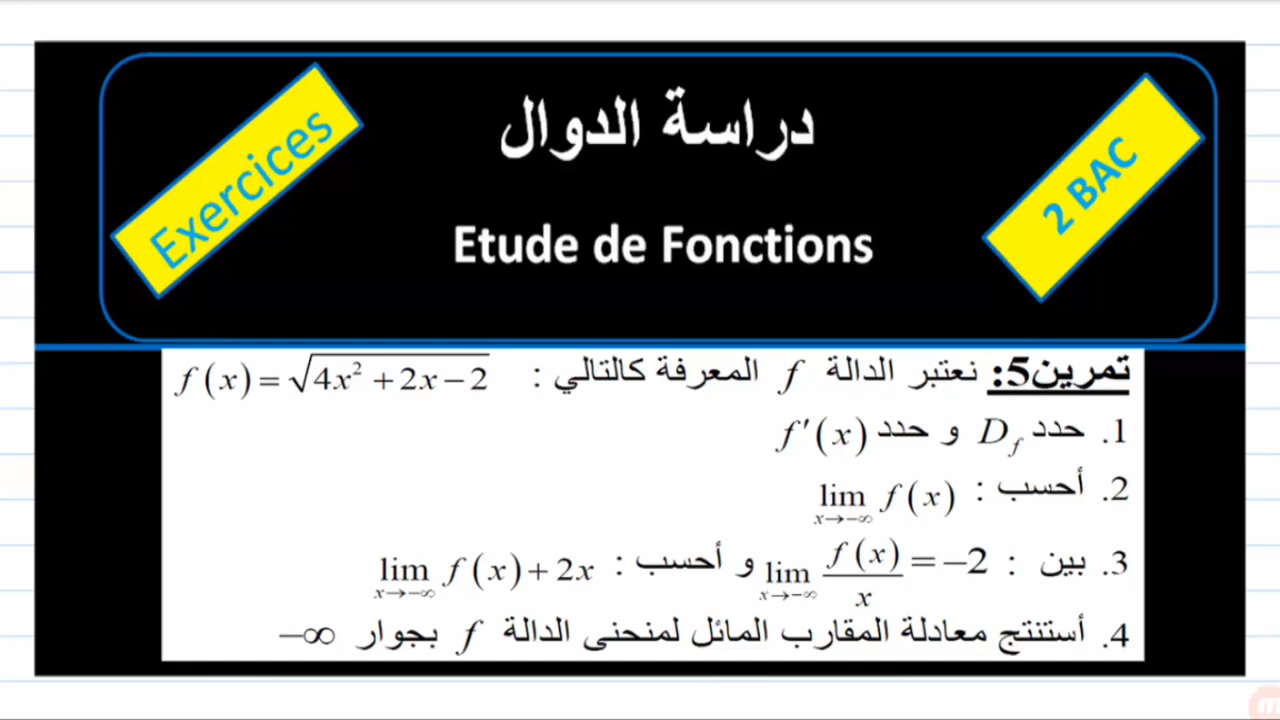 Exercices
دراسة الدوال
2 BAC
Etude de Fonctions
تمرين5: نعتبر الدالة f المعرفة كالتالي : f(x) = √(4x² + 2x − 2)
1. حدد D_f و حدد f′(x)
2. أحسب : lim_{x→−∞} f(x)
3. بين : lim_{x→−∞} f(x)/x = −2 و أحسب : lim_{x→−∞} f(x) + 2x
4. أستنتج معادلة المقارب المائل لمنحنى الدالة f بجوار −∞